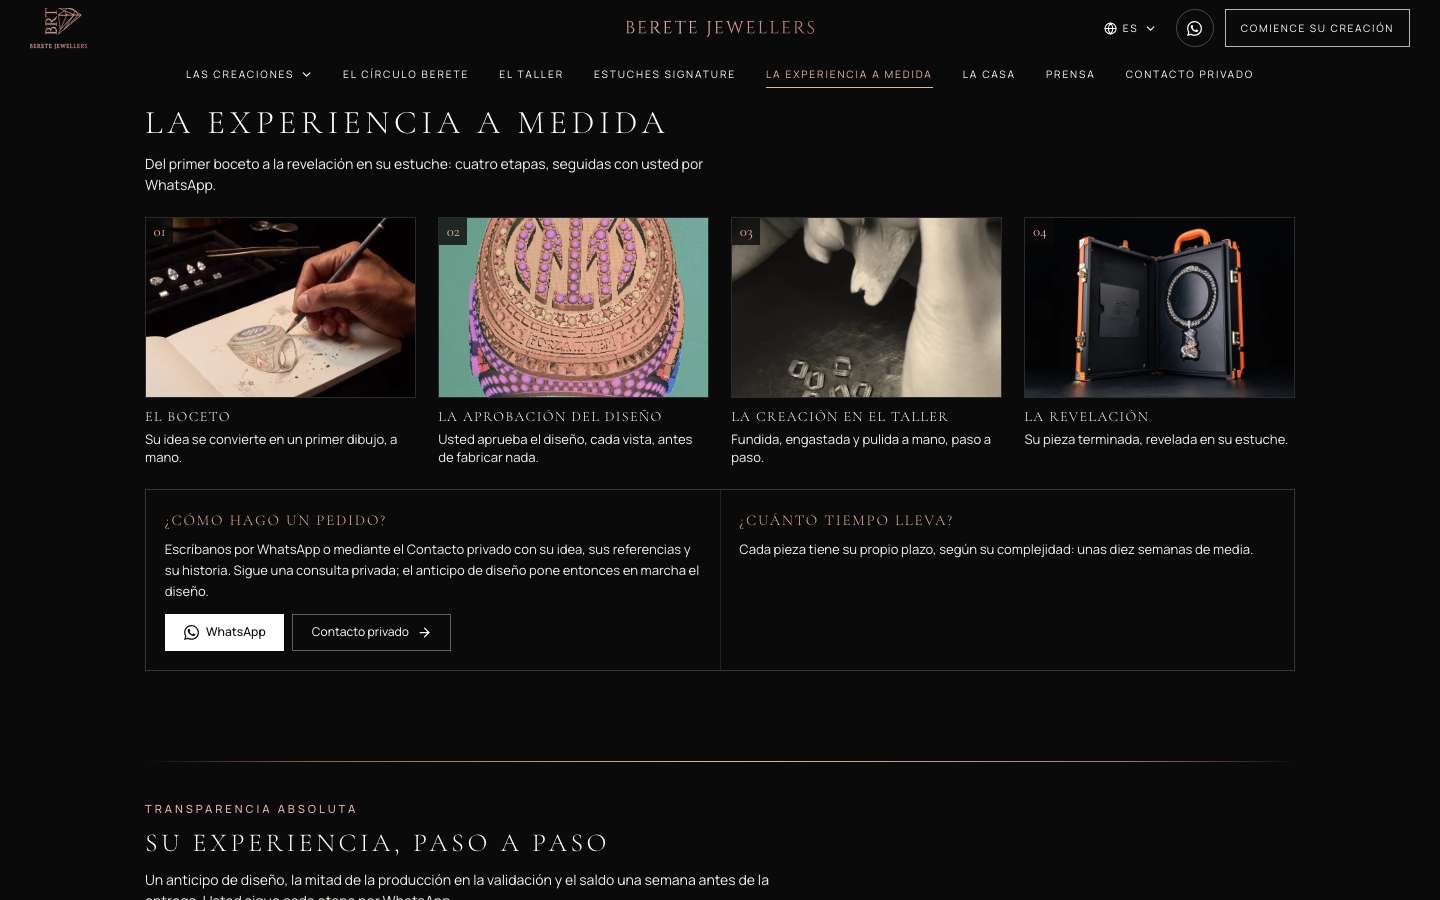 BRT
BERETE JEWELLERS
BERETE JEWELLERS
ES
COMIENCE SU CREACIÓN
LAS CREACIONES
EL CÍRCULO BERETE
EL TALLER
ESTUCHES SIGNATURE
LA EXPERIENCIA A MEDIDA
LA CASA
PRENSA
CONTACTO PRIVADO
LA EXPERIENCIA A MEDIDA
Del primer boceto a la revelación en su estuche: cuatro etapas, seguidas con usted por
WhatsApp.
01
02
03
04
EL BOCETO
Su idea se convierte en un primer dibujo, a
mano.
LA APROBACIÓN DEL DISEÑO
Usted aprueba el diseño, cada vista, antes
de fabricar nada.
LA CREACIÓN EN EL TALLER
Fundida, engastada y pulida a mano, paso a
paso.
LA REVELACIÓN
Su pieza terminada, revelada en su estuche.
¿CÓMO HAGO UN PEDIDO?
Escríbanos por WhatsApp o mediante el Contacto privado con su idea, sus referencias y
su historia. Sigue una consulta privada; el anticipo de diseño pone entonces en marcha el
diseño.
WhatsApp
Contacto privado
¿CUÁNTO TIEMPO LLEVA?
Cada pieza tiene su propio plazo, según su complejidad: unas diez semanas de media.
TRANSPARENCIA ABSOLUTA
SU EXPERIENCIA, PASO A PASO
Un anticipo de diseño, la mitad de la producción en la validación y el saldo una semana antes de la
entrega. Usted sigue cada etapa por WhatsApp.